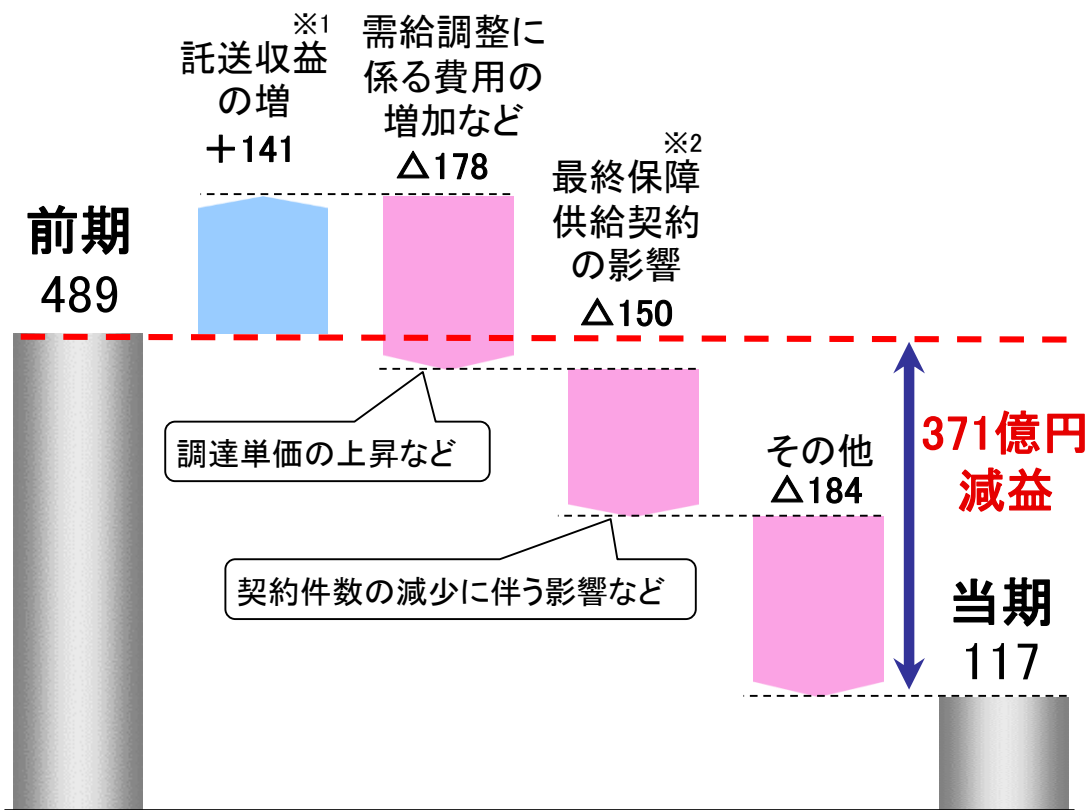 ※1
託送収益
の増
＋141
需給調整に
係る費用の
増加など
△178
※2
最終保障
供給契約
の影響
△150
前期
489
調達単価の上昇など
その他
△184
371億円
減益
契約件数の減少に伴う影響など
当期
117